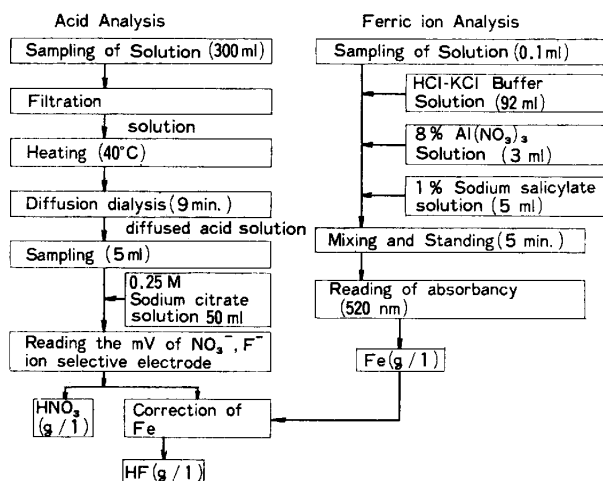 Acid Analysis
Sampling of Solution (300 ml)
Filtration
solution
Heating (40°C)
Diffusion dialysis (9 min.)
diffused acid solution
Sampling (5 ml)
0.25 M
Sodium citrate
solution 50 ml
Reading the mV of NO₃⁻, F⁻
ion selective electrode
HNO₃
(g / l)
Correction of
Fe
HF (g / l)
Ferric ion Analysis
Sampling of Solution (0.1 ml)
HCl-KCl Buffer
Solution (92 ml)
8 % Al(NO₃)₃
Solution (3 ml)
1 % Sodium salicylate
solution (5 ml)
Mixing and Standing (5 min.)
Reading of absorbancy
(520 nm)
Fe (g / l)